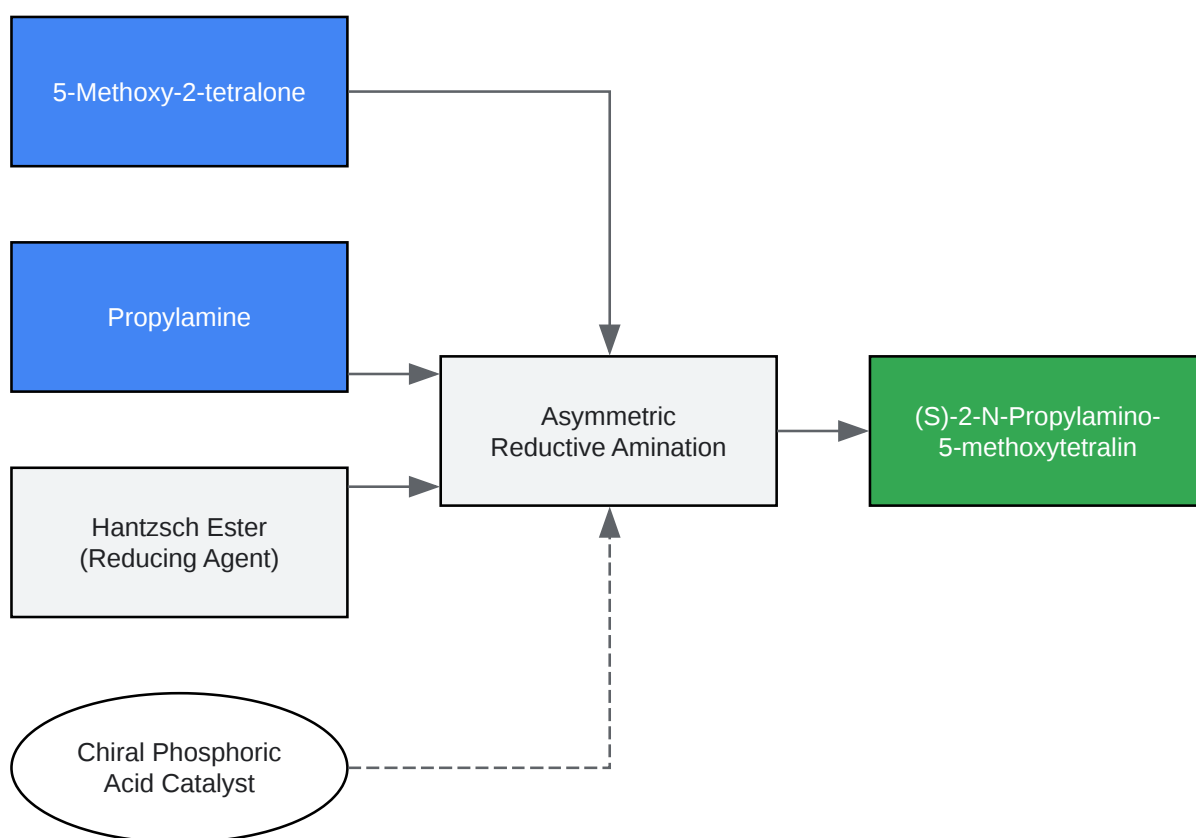 5-Methoxy-2-tetralone
Propylamine
Asymmetric
Reductive Amination
(S)-2-N-Propylamino-
5-methoxytetralin
Hantzsch Ester
(Reducing Agent)
Chiral Phosphoric
Acid Catalyst